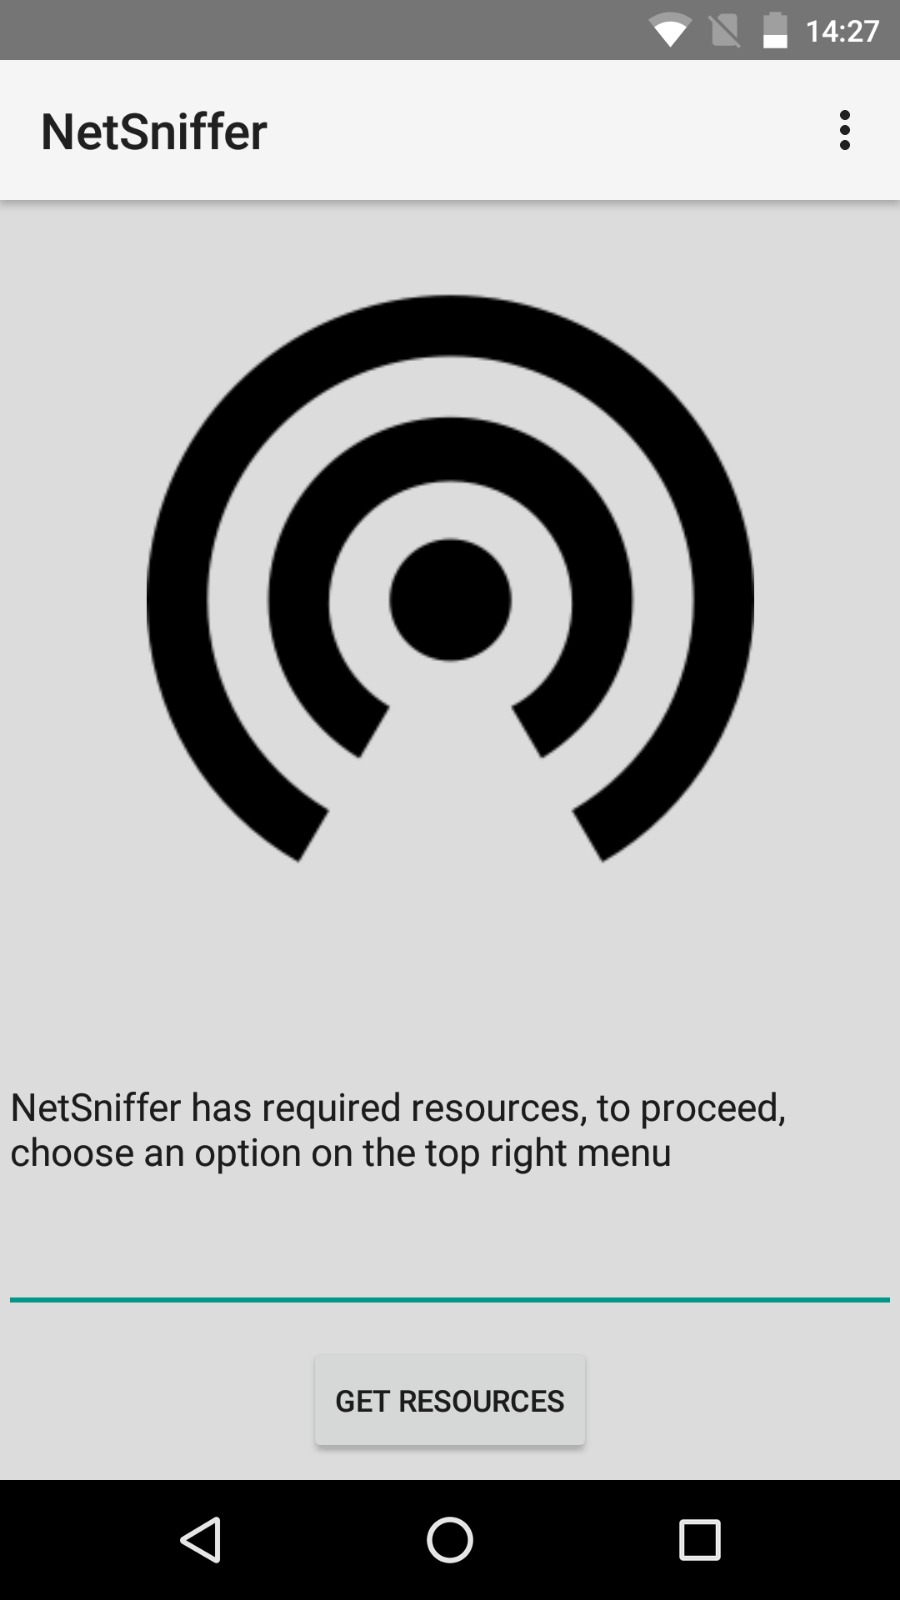 14:27
NetSniffer
NetSniffer has required resources, to proceed,
choose an option on the top right menu
GET RESOURCES